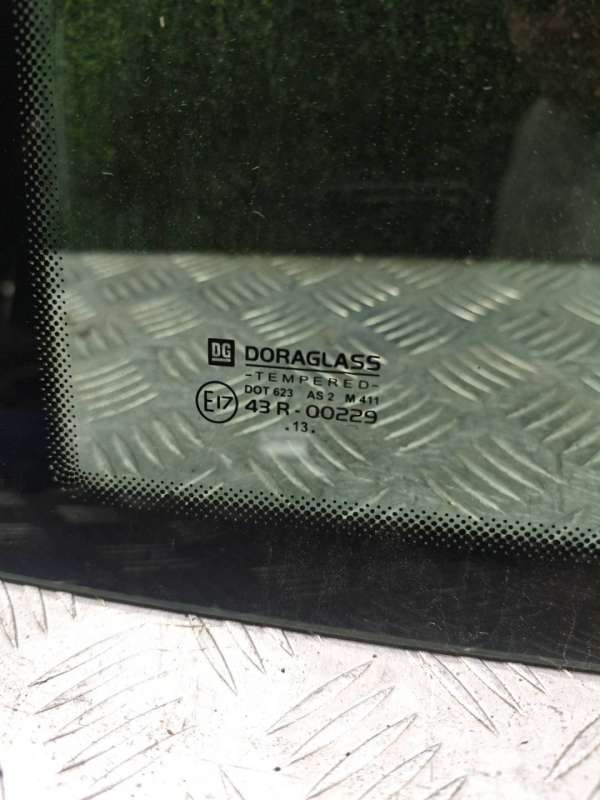 DG DORAGLASS
-TEMPERED-
DOT 623 AS 2 M 411
E17 43 R - 00229
.13.